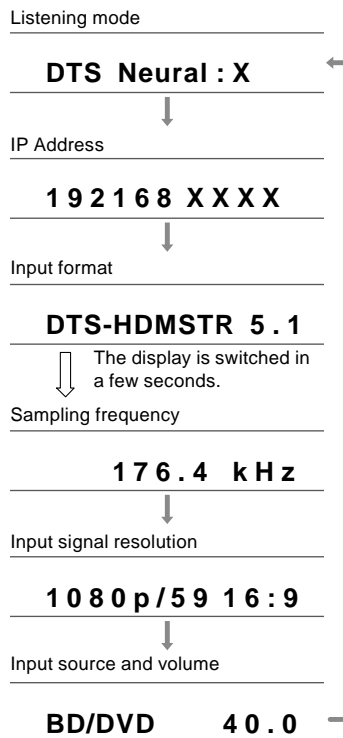 Listening mode
DTS Neural : X
IP Address
192168 XXXX
Input format
DTS-HDMSTR 5.1
The display is switched in
a few seconds.
Sampling frequency
176.4 kHz
Input signal resolution
1080p/59 16:9
Input source and volume
BD/DVD 40.0